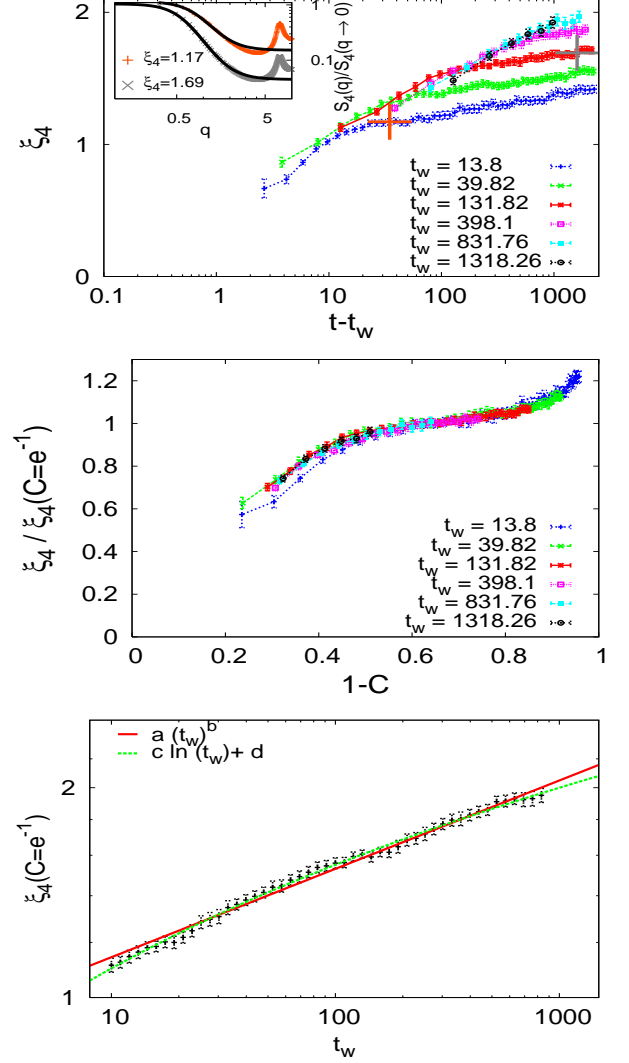 2
1
0
ξ₄
0.1 1 10 100 1000
t-t_w
ξ₄=1.17
ξ₄=1.69
0.5 5
q
1
0.1
S₄(q)/S₄(q → 0)
t_w = 13.8
t_w = 39.82
t_w = 131.82
t_w = 398.1
t_w = 831.76
t_w = 1318.26
1.2
1
0.8
0.6
0.4
0.2
0
ξ₄ / ξ₄(C=e⁻¹)
t_w = 13.8
t_w = 39.82
t_w = 131.82
t_w = 398.1
t_w = 831.76
t_w = 1318.26
0 0.2 0.4 0.6 0.8 1
1-C
a (t_w)^b
c ln (t_w)+ d
2
1
ξ₄(C=e⁻¹)
10 100 1000
t_w